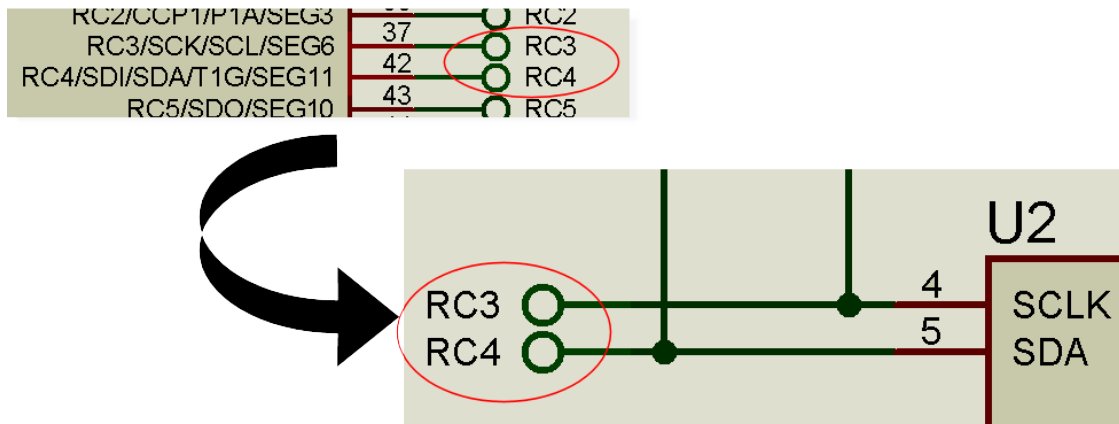 RC2/CCP1/P1A/SEG3 RC2
RC3/SCK/SCL/SEG6 37 RC3
RC4/SDI/SDA/T1G/SEG11 42 RC4
RC5/SDO/SEG10 43 RC5
U2
RC3 4 SCLK
RC4 5 SDA